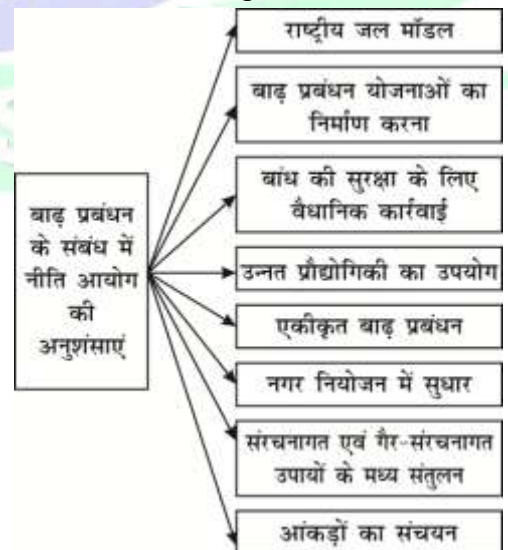 राष्ट्रीय जल मॉडल
बाढ़ प्रबंधन योजनाओं का
निर्माण करना
बांध की सुरक्षा के लिए
वैधानिक कार्रवाई
बाढ़ प्रबंधन
के संबंध में
नीति आयोग
की
अनुशंसाएं
उन्नत प्रौद्योगिकी का उपयोग
एकीकृत बाढ़ प्रबंधन
नगर नियोजन में सुधार
संरचनागत एवं गैर-संरचनागत
उपायों के मध्य संतुलन
आंकड़ों का संचयन